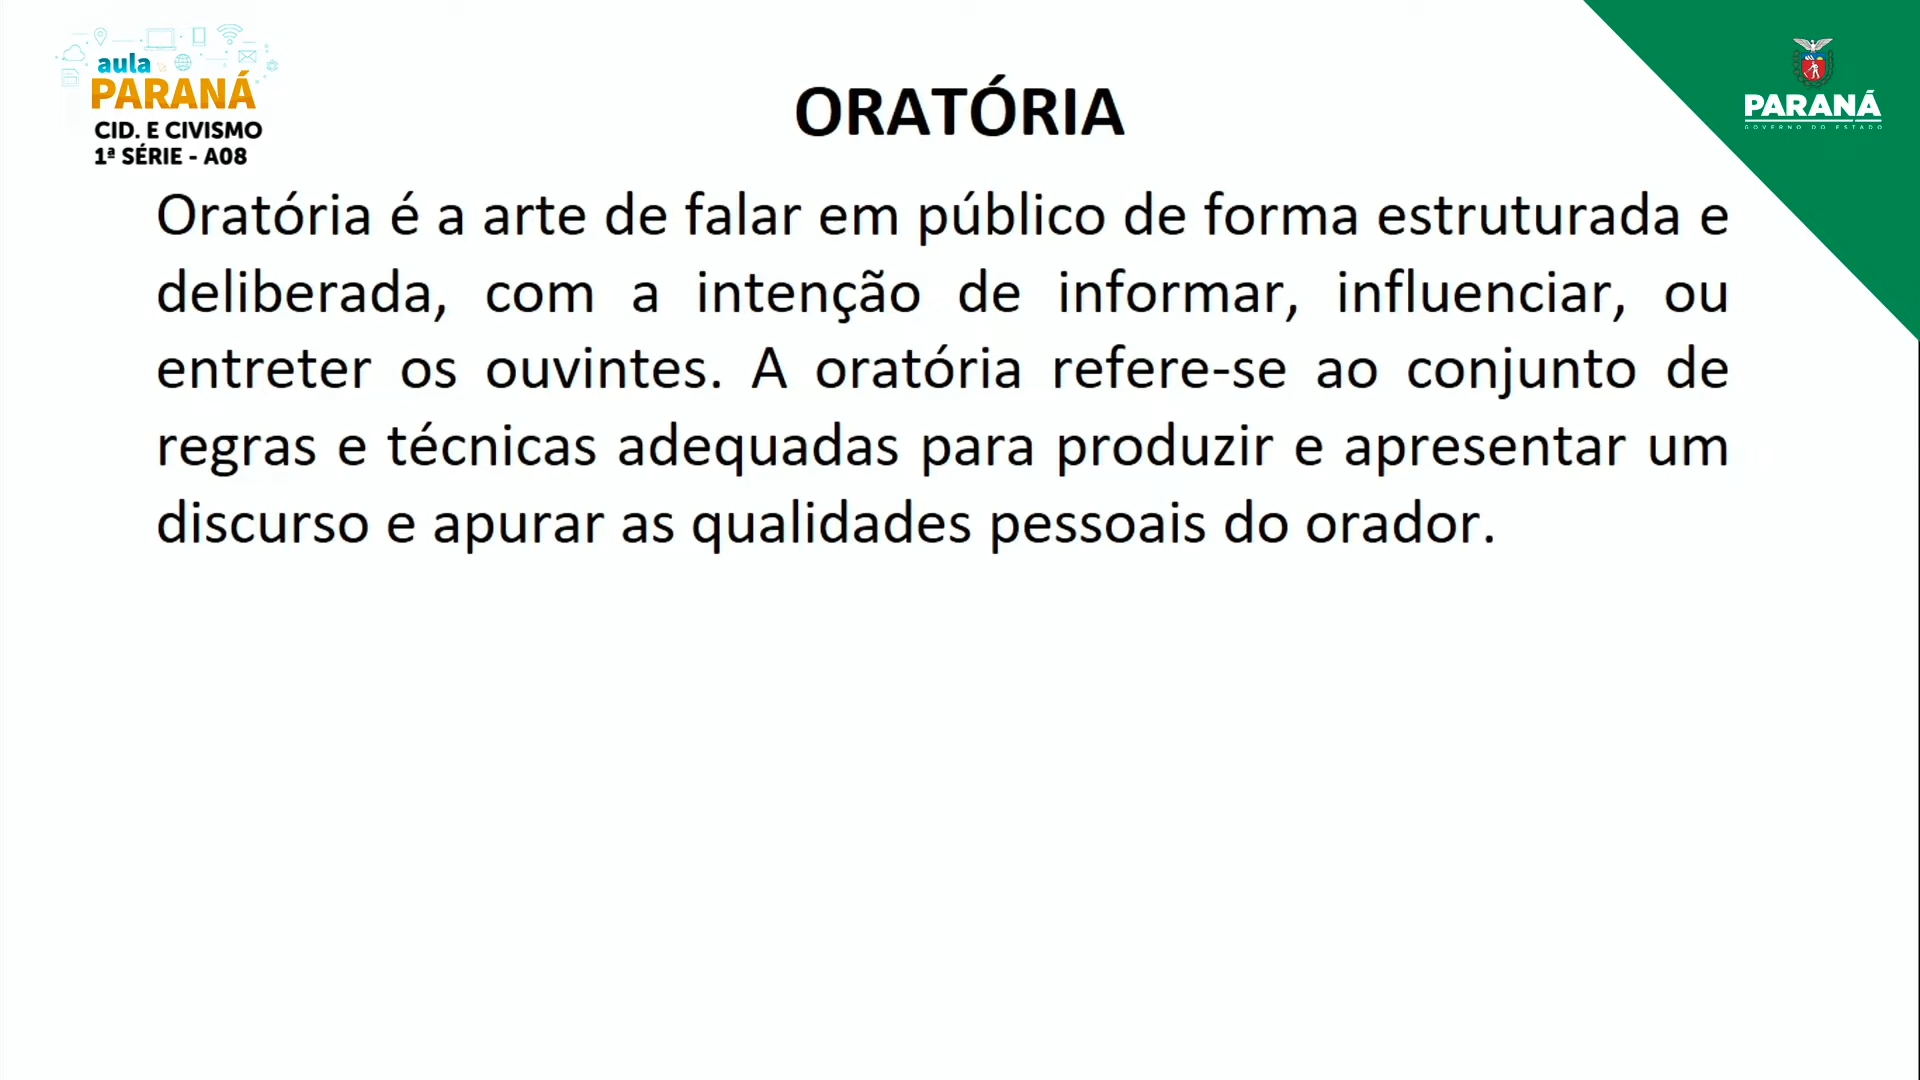 aula
PARANÁ
CID. E CIVISMO
1ª SÉRIE - A08
ORATÓRIA
PARANÁ
GOVERNO DO ESTADO
Oratória é a arte de falar em público de forma estruturada e
deliberada, com a intenção de informar, influenciar, ou
entreter os ouvintes. A oratória refere-se ao conjunto de
regras e técnicas adequadas para produzir e apresentar um
discurso e apurar as qualidades pessoais do orador.